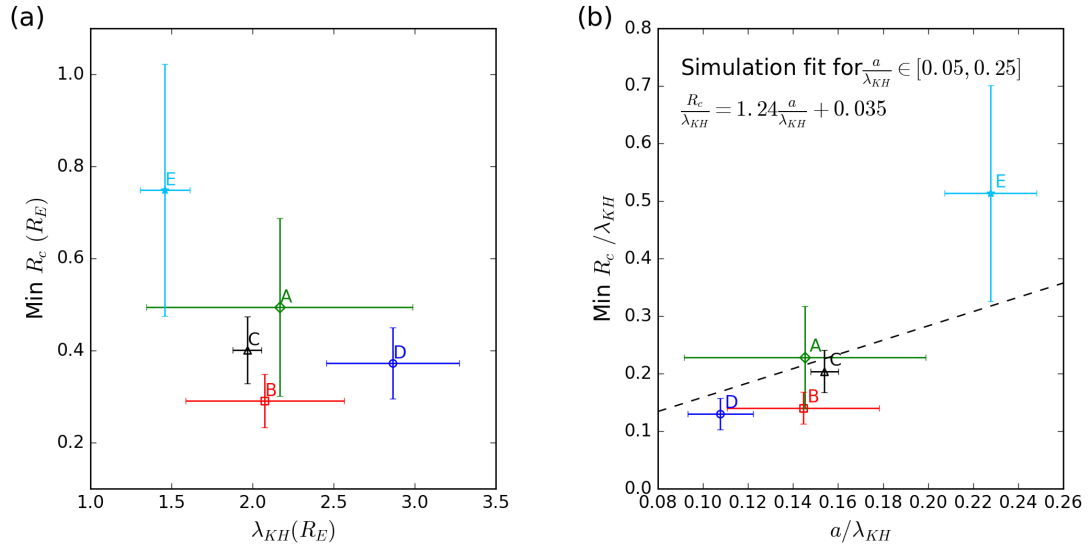 (a)
1.0
0.8
0.6
0.4
0.2
Min R_c (R_E)
E
A
C
D
B
1.0 1.5 2.0 2.5 3.0 3.5
λ_KH(R_E)
(b)
0.8
0.7
0.6
0.5
0.4
0.3
0.2
0.1
0.0
Min R_c /λ_KH
Simulation fit for a/λ_KH ∈ [0.05, 0.25]
R_c/λ_KH = 1.24 a/λ_KH + 0.035
E
A
C
B
D
0.08 0.10 0.12 0.14 0.16 0.18 0.20 0.22 0.24 0.26
a/λ_KH